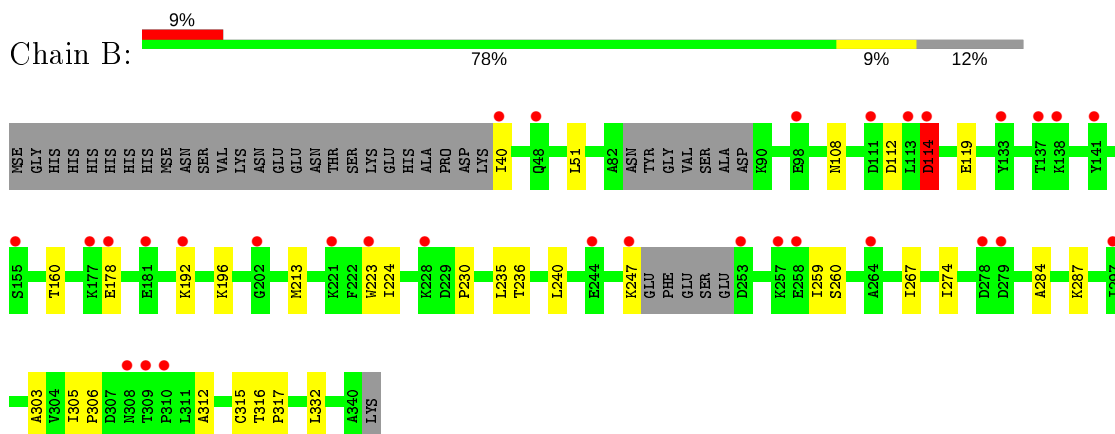 9%
Chain B:
78% 9% 12%
MSE GLY HIS HIS HIS HIS HIS HIS MSE ASN SER VAL LYS ASN GLU GLU ASN THR SER LYS GLU HIS ALA PRO ASP LYS I40 Q48 L51 A82 ASN TYR GLY VAL SER ALA ASP K90 E98 N108 D111 D112 L113 D114 E119 Y133 T137 K138 Y141
S155 T160 K177 E178 E181 K192 K196 G202 M213 K221 F222 W223 I224 K228 D229 P230 L235 T236 L240 E244 K247 GLU PHE GLU SER GLU D253 K257 E258 I259 S260 A264 I267 I274 D278 D279 A284 K287 I297
A303 V304 I305 P306 D307 N308 T309 P310 L311 A312 C315 T316 P317 L332 A340 LYS